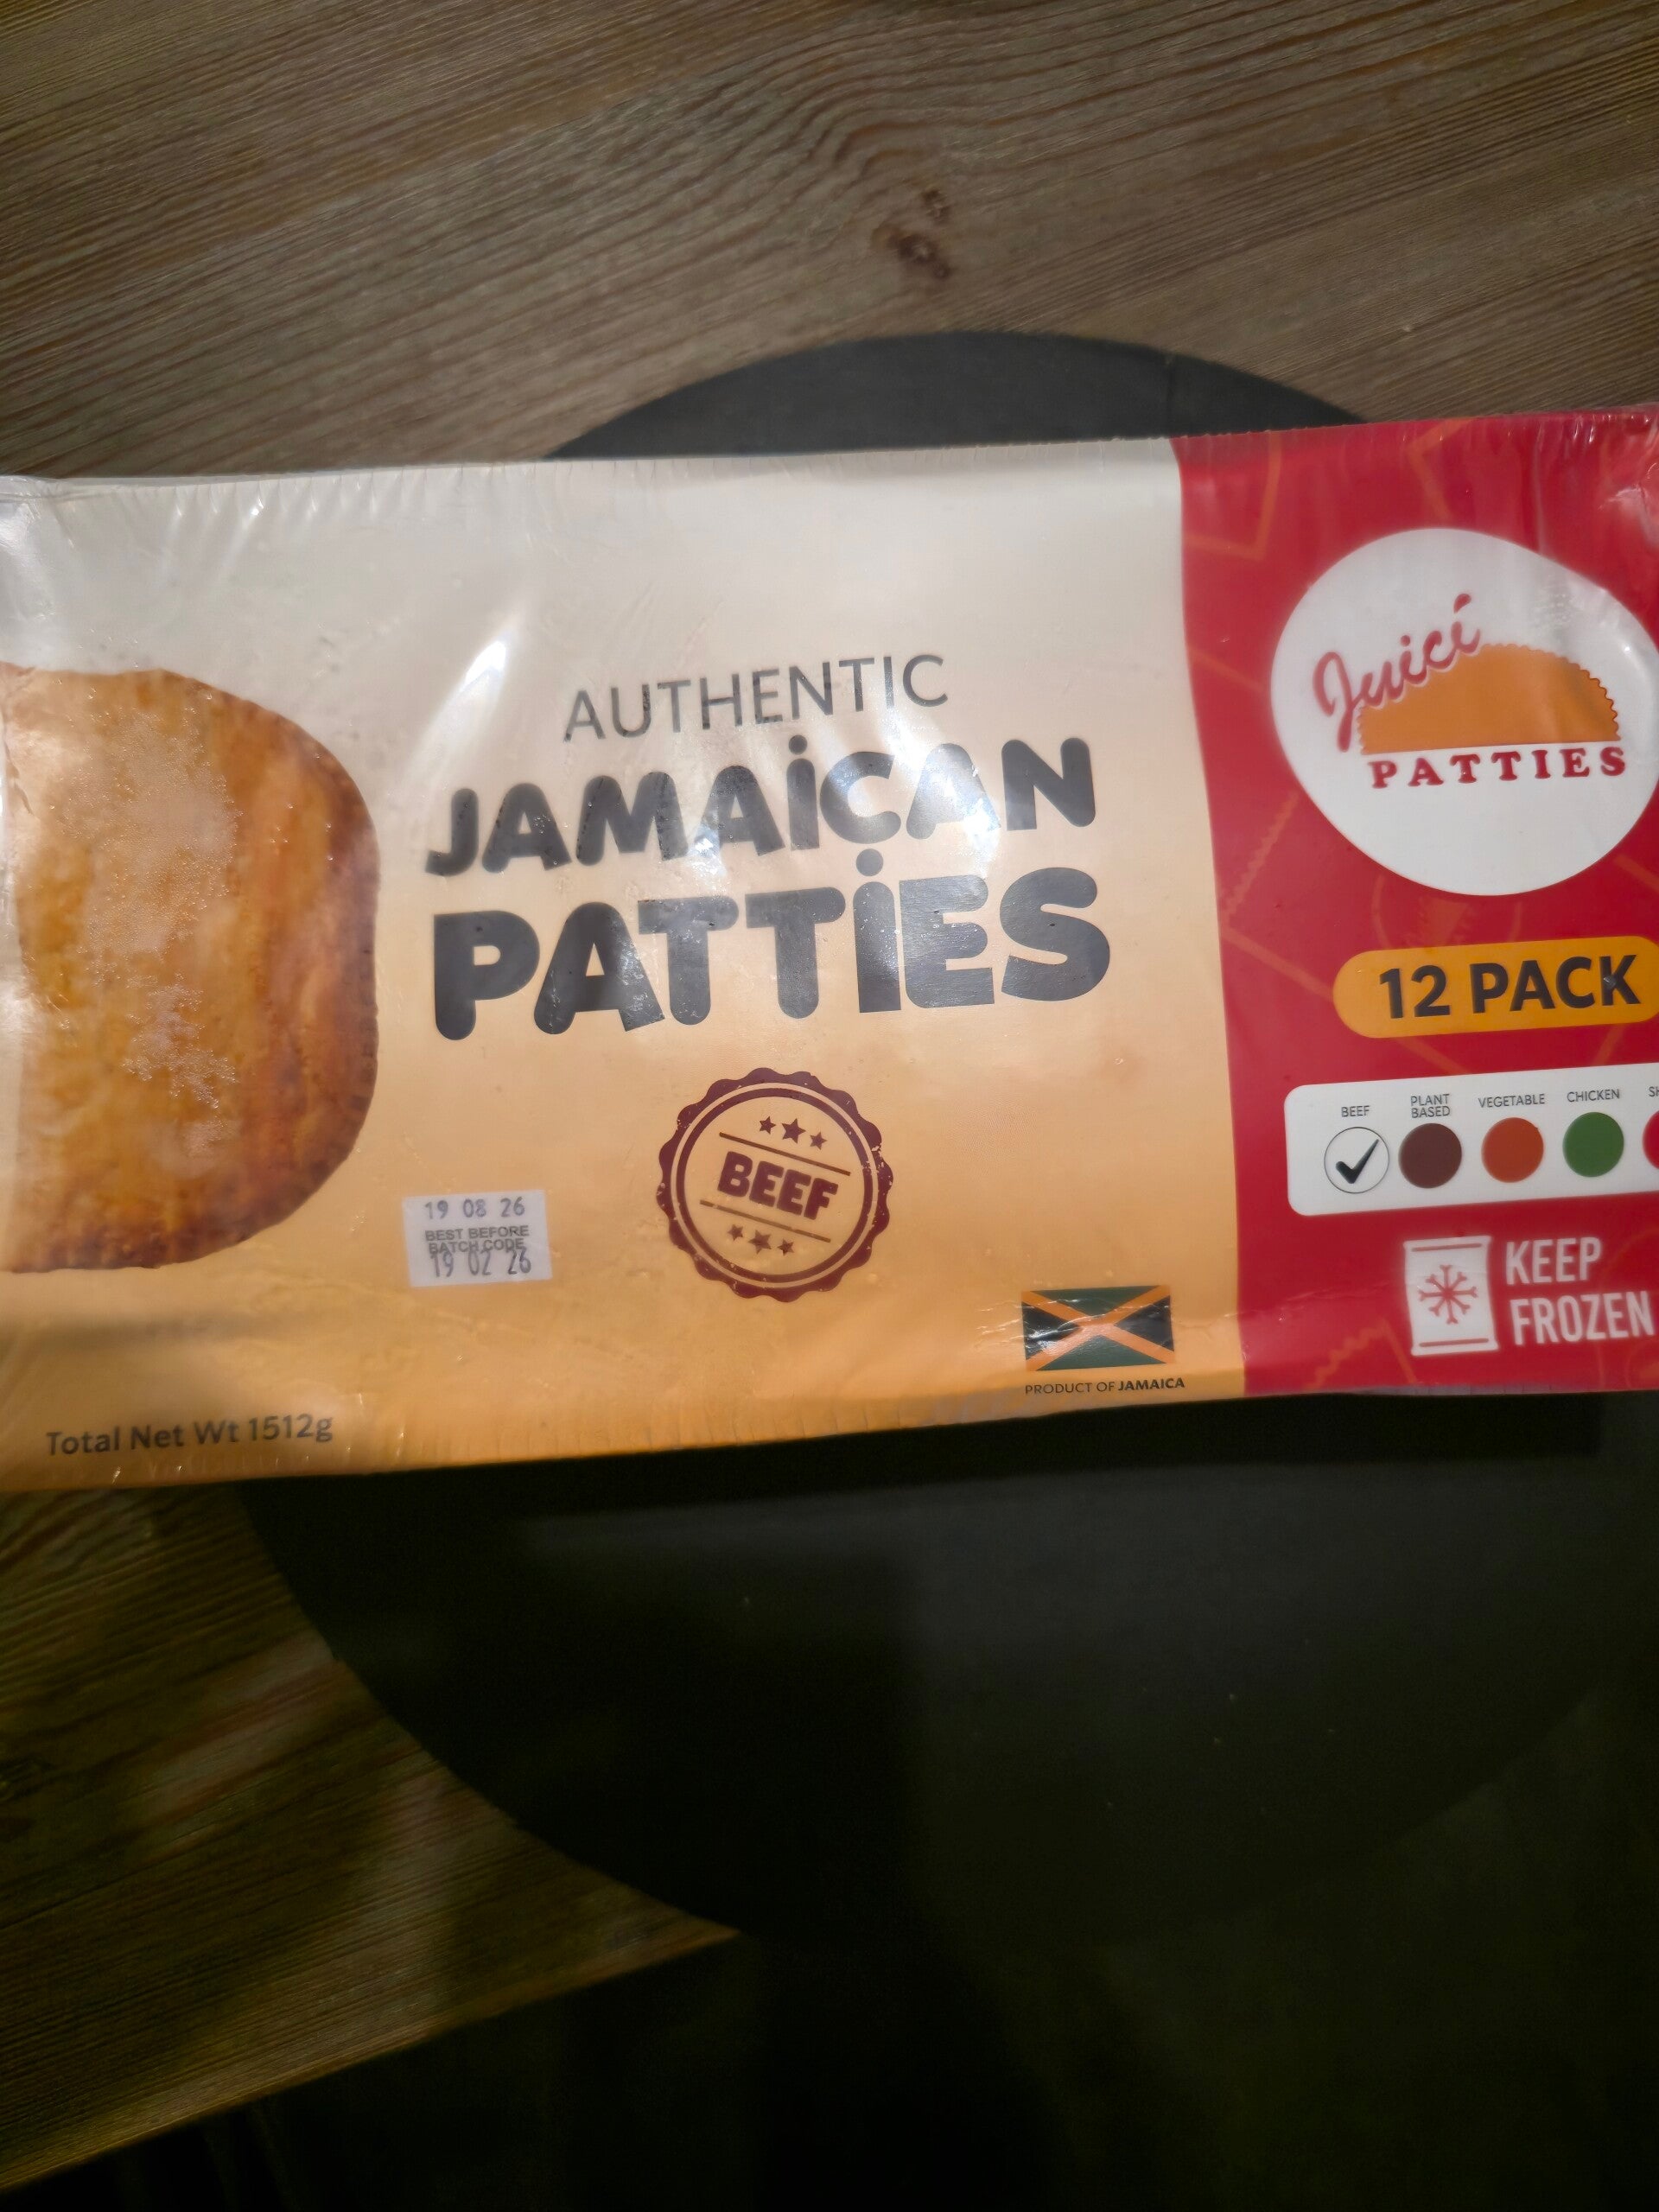 AUTHENTIC
JAMAiCAN
PATTiES
BEEF
19 08 26
BEST BEFORE
BATCH CODE
19 02 26
Total Net Wt 1512g
PRODUCT OF JAMAICA
Juici
PATTIES
12 PACK
BEEF
PLANT
BASED
VEGETABLE
CHICKEN
KEEP
FROZEN